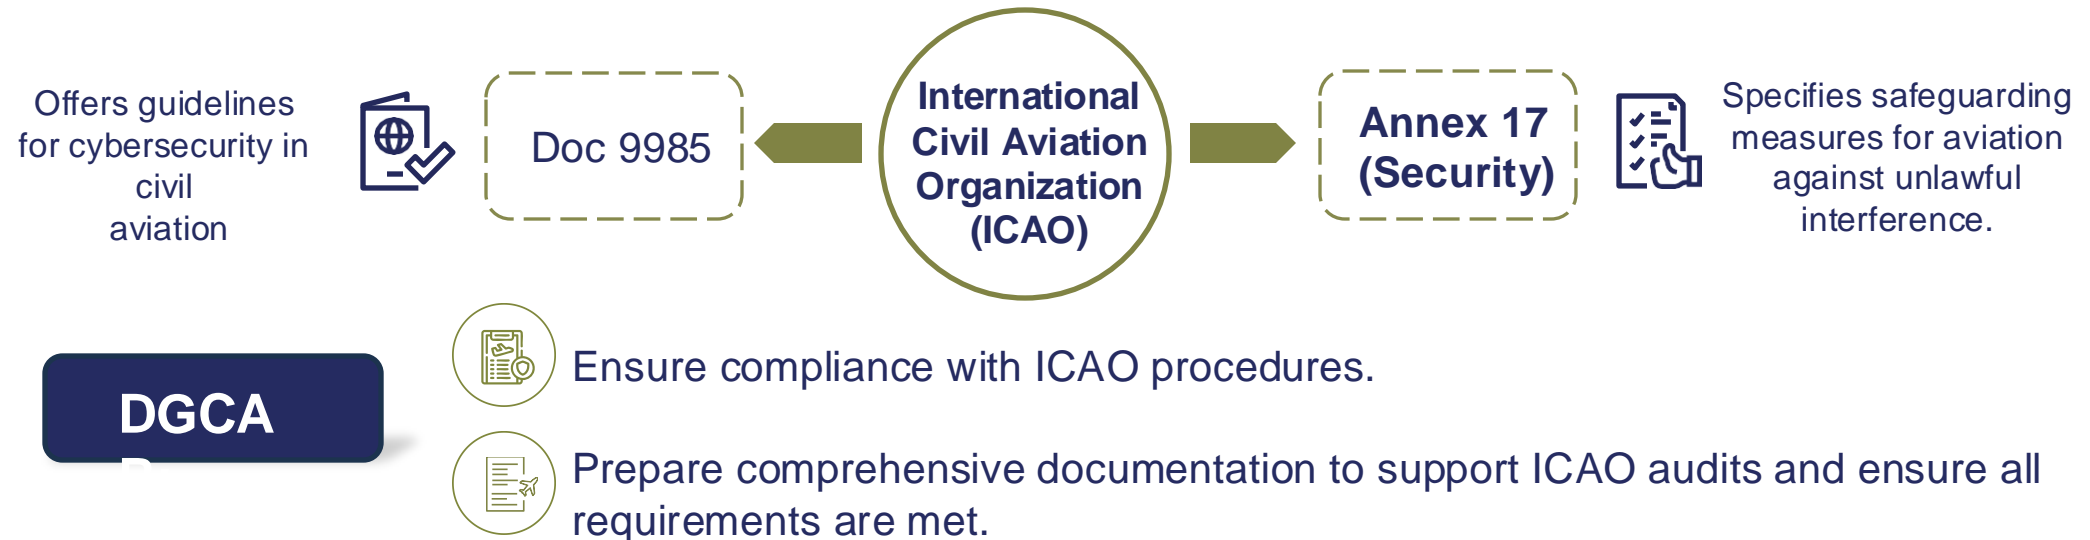 Offers guidelines
for cybersecurity in
civil
aviation
Doc 9985
International
Civil Aviation
Organization
(ICAO)
Annex 17
(Security)
Specifies safeguarding
measures for aviation
against unlawful
interference.
DGCA
Ensure compliance with ICAO procedures.
Prepare comprehensive documentation to support ICAO audits and ensure all
requirements are met.